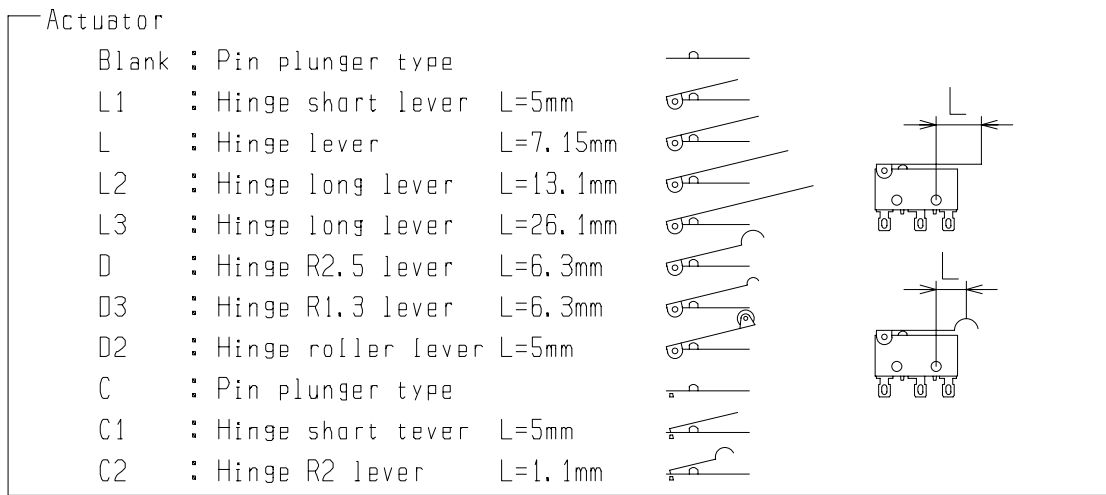 Actuator
Blank : Pin plunger type
L1 : Hinge short lever L=5mm
L : Hinge lever L=7.15mm
L2 : Hinge long lever L=13.1mm
L3 : Hinge long lever L=26.1mm
D : Hinge R2.5 lever L=6.3mm
D3 : Hinge R1.3 lever L=6.3mm
D2 : Hinge roller lever L=5mm
C : Pin plunger type
C1 : Hinge short tever L=5mm
C2 : Hinge R2 lever L=1.1mm
L
L